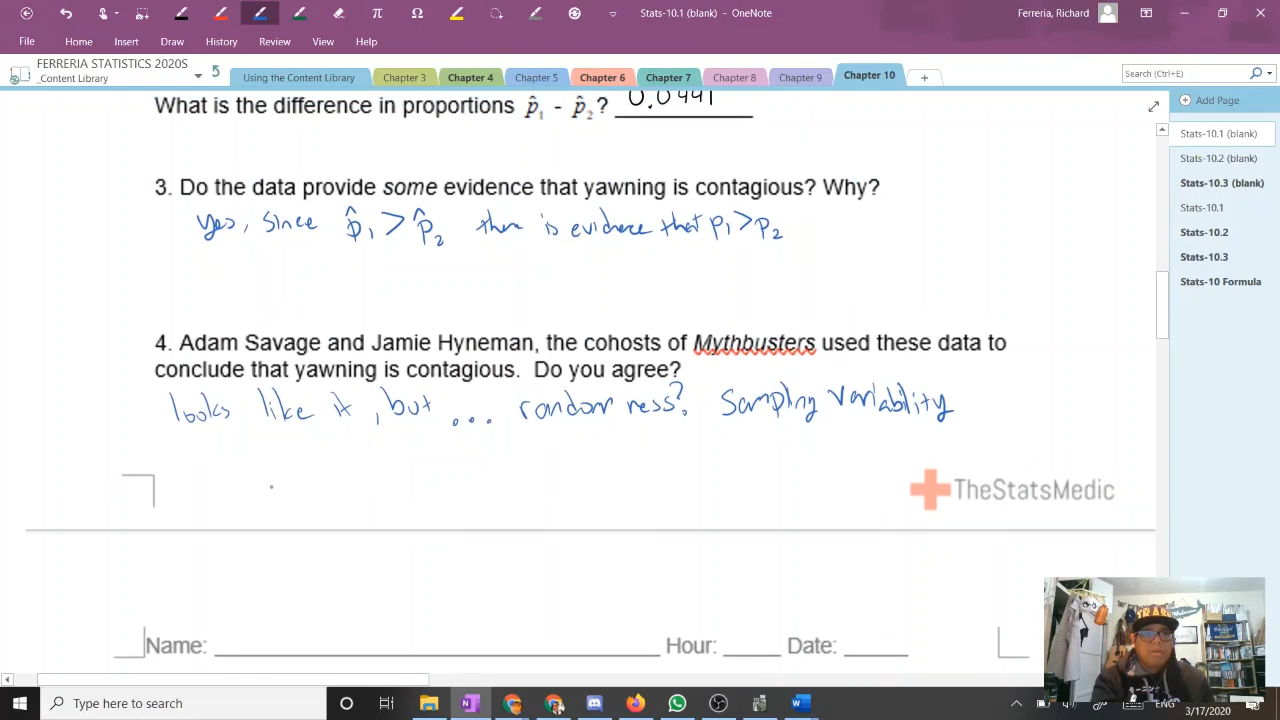 Stats-10.1 (blank) - OneNote
Ferreria, Richard
File Home Insert Draw History Review View Help
FERRERIA STATISTICS 2020S
_Content Library
Using the Content Library Chapter 3 Chapter 4 Chapter 5 Chapter 6 Chapter 7 Chapter 8 Chapter 9 Chapter 10
Search (Ctrl+E)
Add Page
Stats-10.1 (blank)
Stats-10.2 (blank)
Stats-10.3 (blank)
Stats-10.1
Stats-10.2
Stats-10.3
Stats-10 Formula
What is the difference in proportions p̂₁ - p̂₂? 0.0441
3. Do the data provide some evidence that yawning is contagious? Why?
yes, since p̂₁ > p̂₂ there is evidence that p₁ > p₂
4. Adam Savage and Jamie Hyneman, the cohosts of Mythbusters used these data to
conclude that yawning is contagious. Do you agree?
looks like it, but ... randomness? Sampling variability
TheStatsMedic
Name: Hour: Date:
Type here to search
ENG
3/17/2020